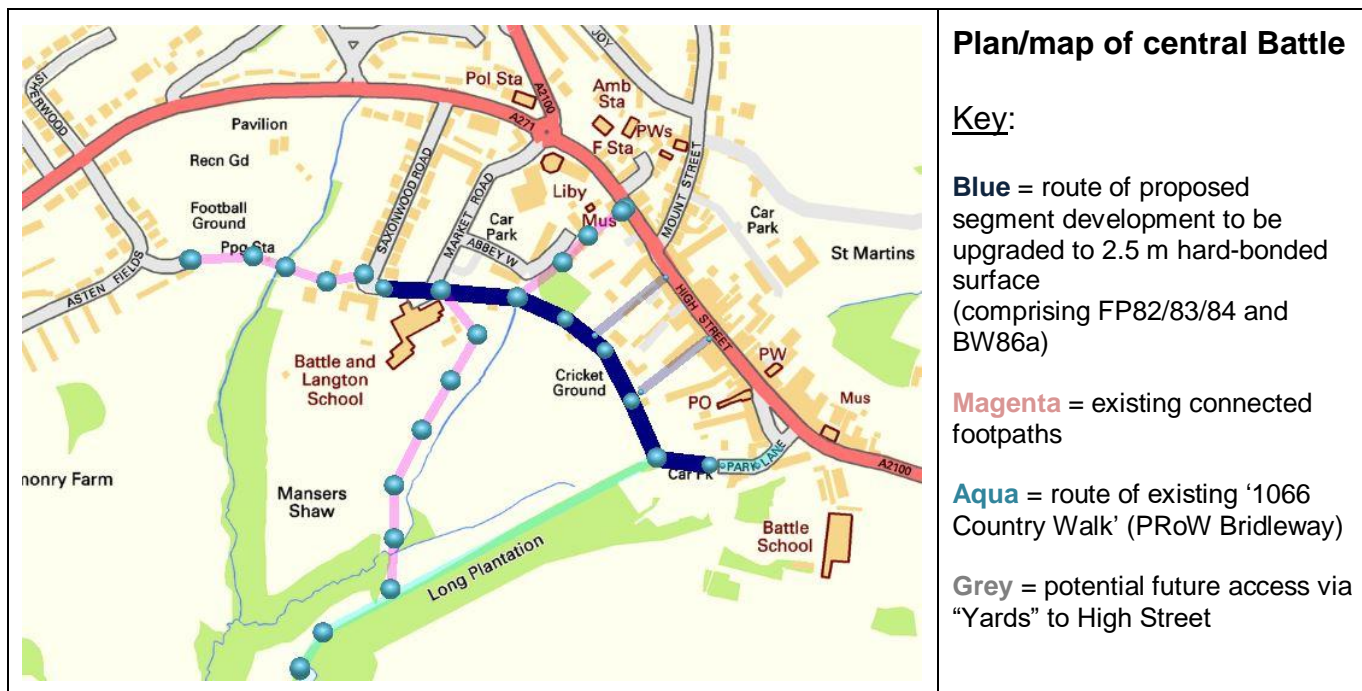 ISH
ERWOOD
Pavilion
Recn Gd
Football
Ground
Ppg Sta
ASTEN FIELDS
SAXONWOOD ROAD
MARKET ROAD
Car
Park
ABBEY W
Pol Sta
A2100
A271
Amb
Sta
PWs
F Sta
Liby
Mus
JOY
MOUNT STREET
Car
Park
St Martins
HIGH STREET
Battle and
Langton
School
Cricket
Ground
PW
PO
Mus
PARK LANE
Car Pk
A2100
monry Farm
Mansers
Shaw
Long Plantation
Battle
School
Plan/map of central Battle
Key:
Blue = route of proposed
segment development to be
upgraded to 2.5 m hard-bonded
surface
(comprising FP82/83/84 and
BW86a)
Magenta = existing connected
footpaths
Aqua = route of existing ‘1066
Country Walk’ (PRoW Bridleway)
Grey = potential future access via
“Yards” to High Street